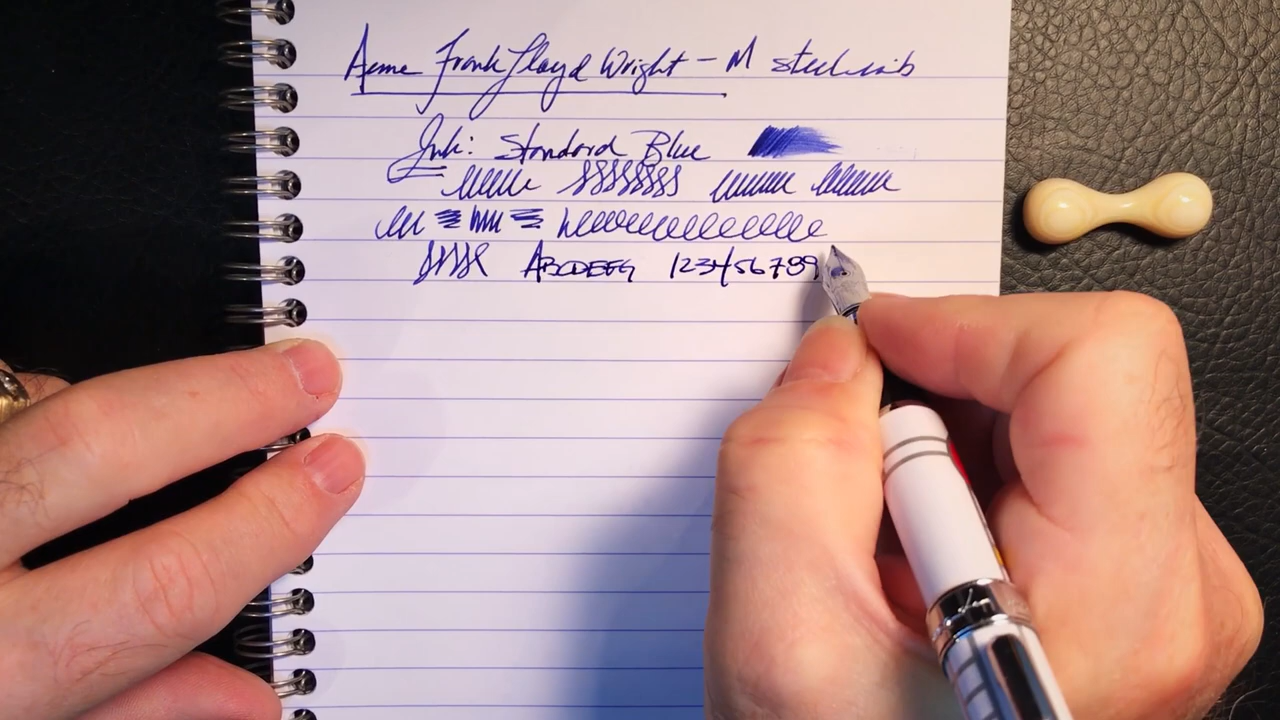 Acme Frank Lloyd Wright - M steel nib
Ink: Standard Blue
ABCDEFG 123456789